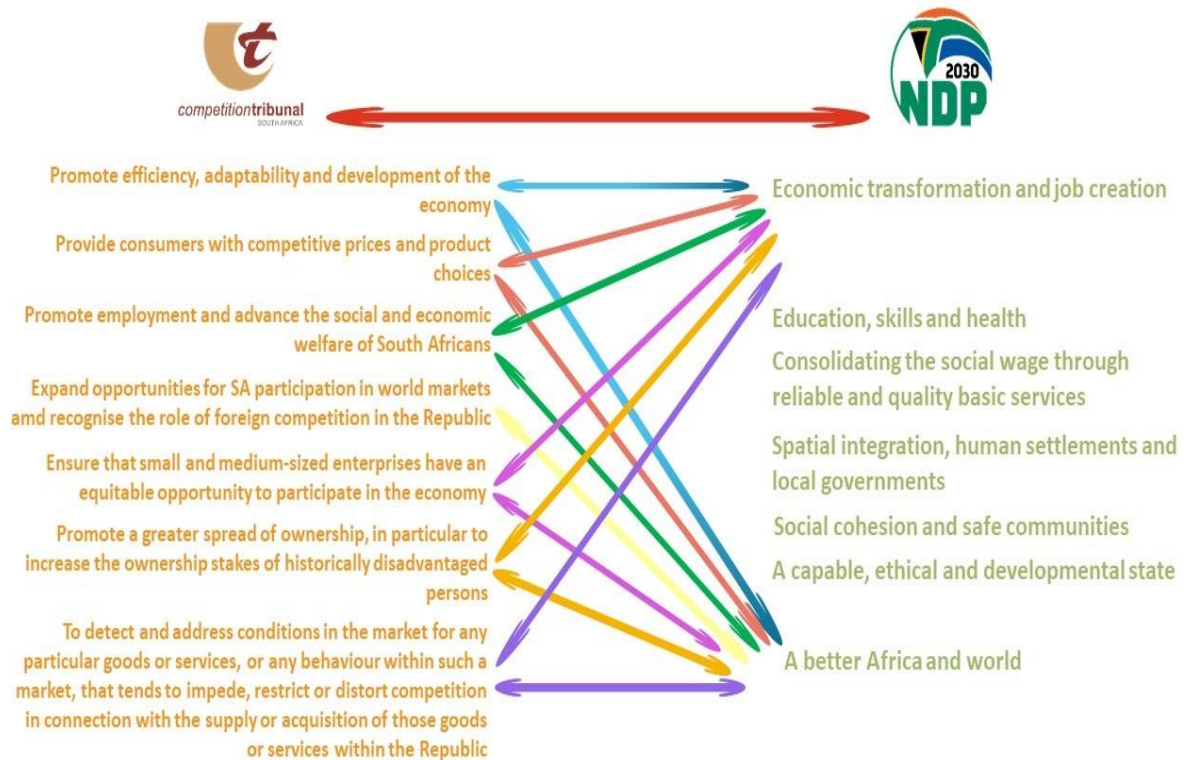 competitiontribunal
SOUTH AFRICA
2030
NDP
Promote efficiency, adaptability and development of the
economy
Provide consumers with competitive prices and product
choices
Promote employment and advance the social and economic
welfare of South Africans
Expand opportunities for SA participation in world markets
amd recognise the role of foreign competition in the Republic
Ensure that small and medium-sized enterprises have an
equitable opportunity to participate in the economy
Promote a greater spread of ownership, in particular to
increase the ownership stakes of historically disadvantaged
persons
To detect and address conditions in the market for any
particular goods or services, or any behaviour within such a
market, that tends to impede, restrict or distort competition
in connection with the supply or acquisition of those goods
or services within the Republic
Economic transformation and job creation
Education, skills and health
Consolidating the social wage through
reliable and quality basic services
Spatial integration, human settlements and
local governments
Social cohesion and safe communities
A capable, ethical and developmental state
A better Africa and world